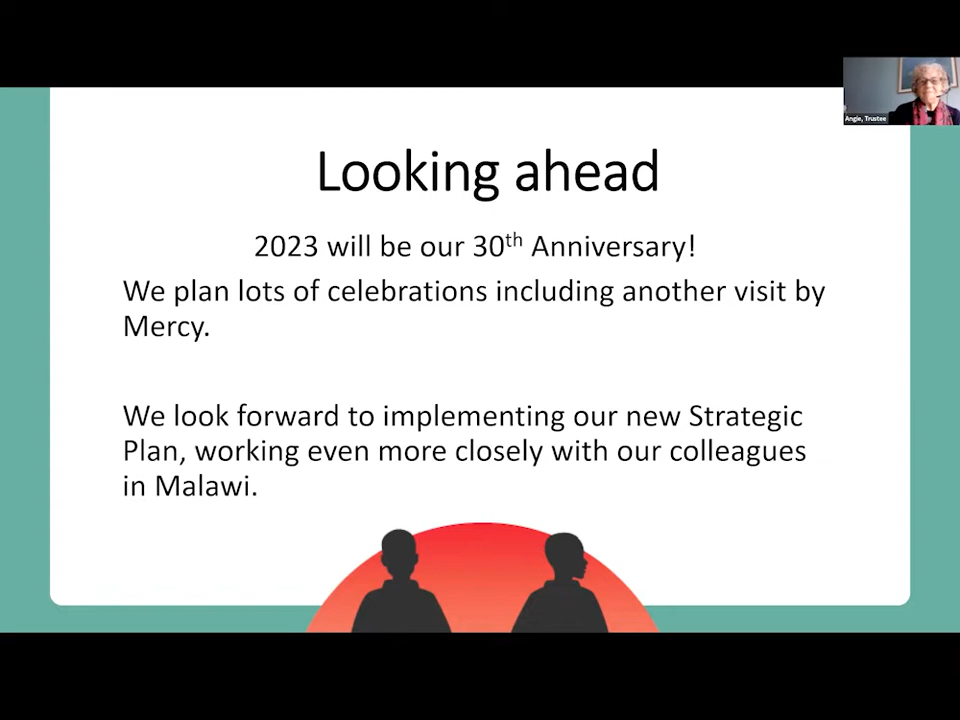 Angie, Trustee
Looking ahead
2023 will be our 30th Anniversary!
We plan lots of celebrations including another visit by
Mercy.
We look forward to implementing our new Strategic
Plan, working even more closely with our colleagues
in Malawi.